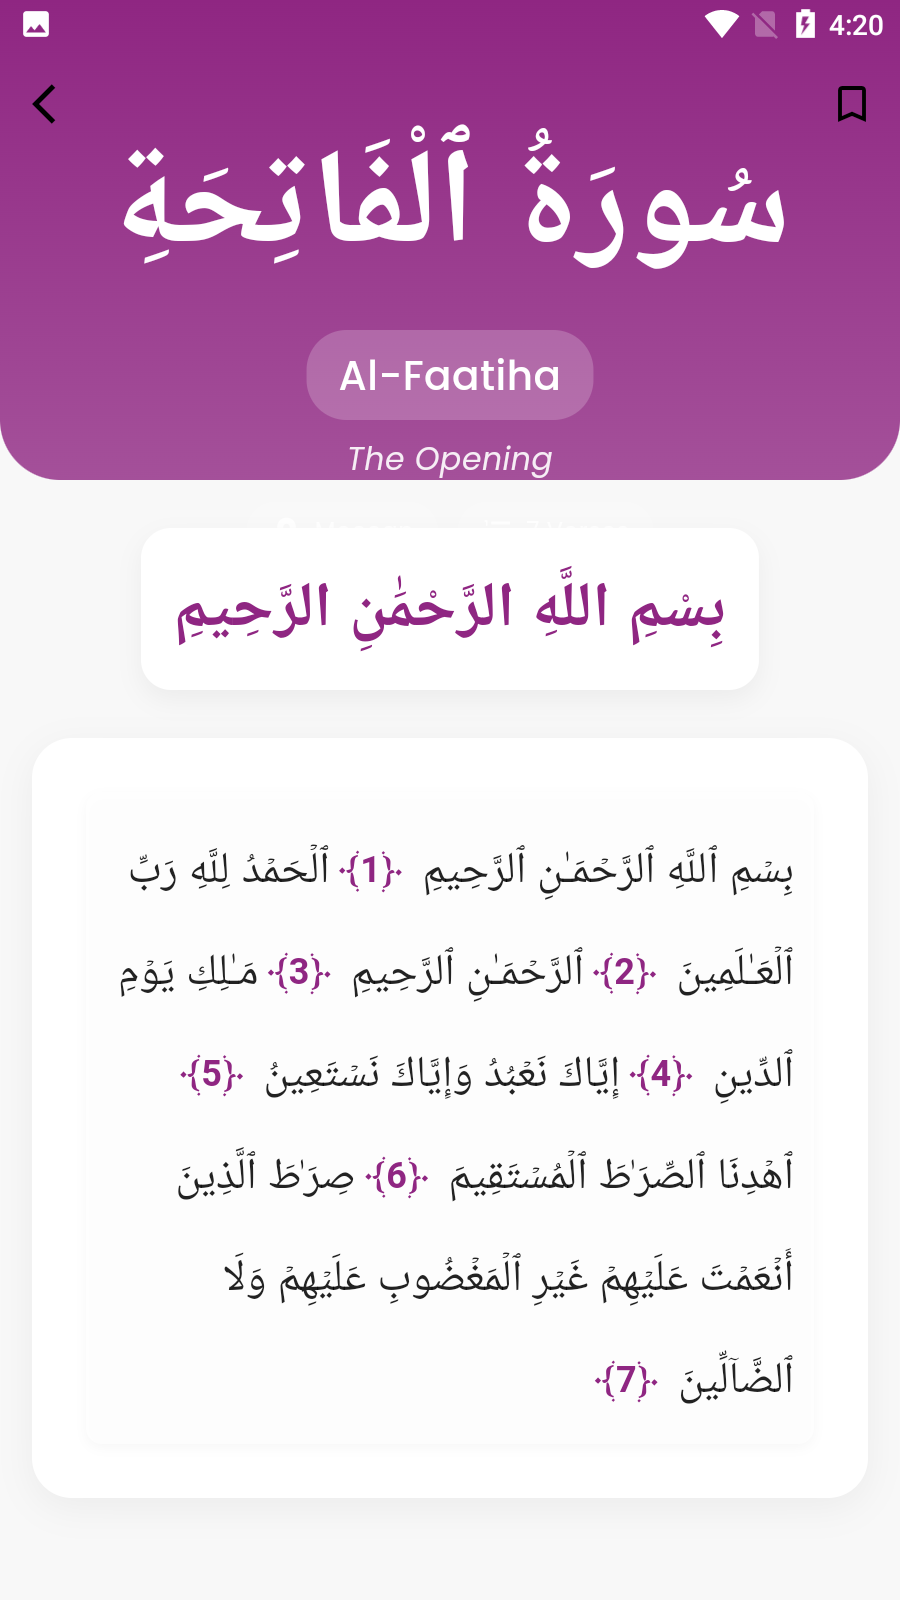 4:20
سُورَةُ ٱلْفَاتِحَةِ
Al-Faatiha
The Opening
بِسْمِ اللَّهِ الرَّحْمَٰنِ الرَّحِيمِ
بِسۡمِ ٱللَّهِ ٱلرَّحۡمَـٰنِ ٱلرَّحِيمِ ﴿1﴾ ٱلۡحَمۡدُ لِلَّهِ رَبِّ
ٱلۡعَـٰلَمِينَ ﴿2﴾ ٱلرَّحۡمَـٰنِ ٱلرَّحِيمِ ﴿3﴾ مَـٰلِكِ يَوۡمِ
ٱلدِّينِ ﴿4﴾ إِيَّاكَ نَعۡبُدُ وَإِيَّاكَ نَسۡتَعِينُ ﴿5﴾
ٱهۡدِنَا ٱلصِّرَٰطَ ٱلۡمُسۡتَقِيمَ ﴿6﴾ صِرَٰطَ ٱلَّذِينَ
أَنۡعَمۡتَ عَلَيۡهِمۡ غَيۡرِ ٱلۡمَغۡضُوبِ عَلَيۡهِمۡ وَلَا
ٱلضَّاۤلِّينَ ﴿7﴾